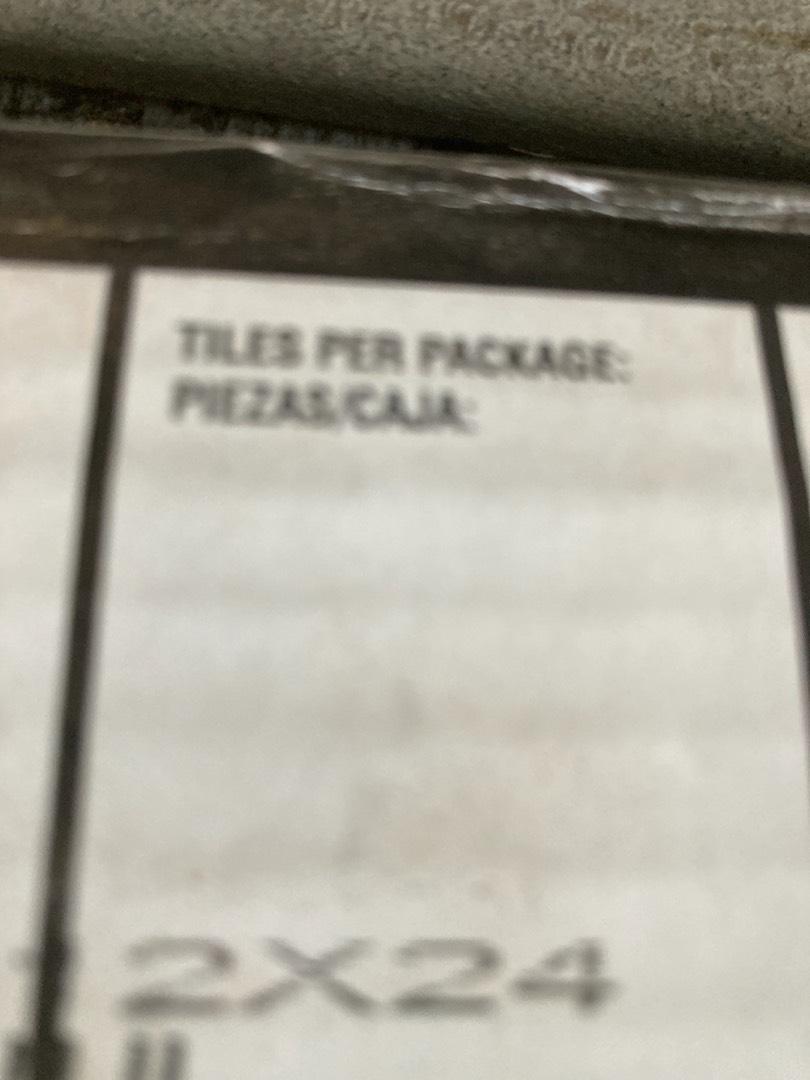 TILES PER PACKAGE:
PIEZAS/CAJA:
2X24